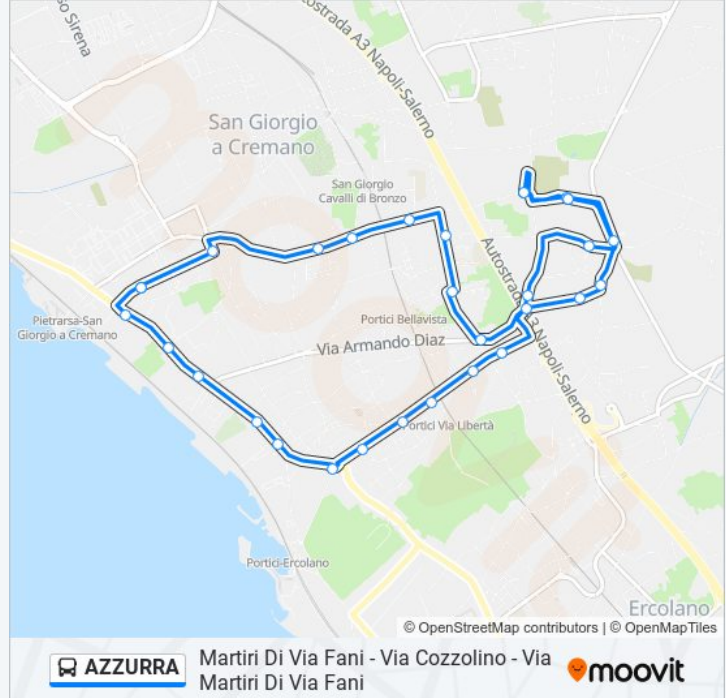 so Sirena
utostrada A3 Napoli-Salerno
San Giorgio
a Cremano
San Giorgio
Cavalli di Bronzo
Autostrada A3 Napoli-Salerno
Pietrarsa-San
Giorgio a Cremano
Portici Bellavista
Via Armando Diaz
Portici Via Libertà
Portici-Ercolano
Ercolano
© OpenStreetMap contributors | © OpenMapTiles
AZZURRA
Martiri Di Via Fani - Via Cozzolino - Via
Martiri Di Via Fani
moovit